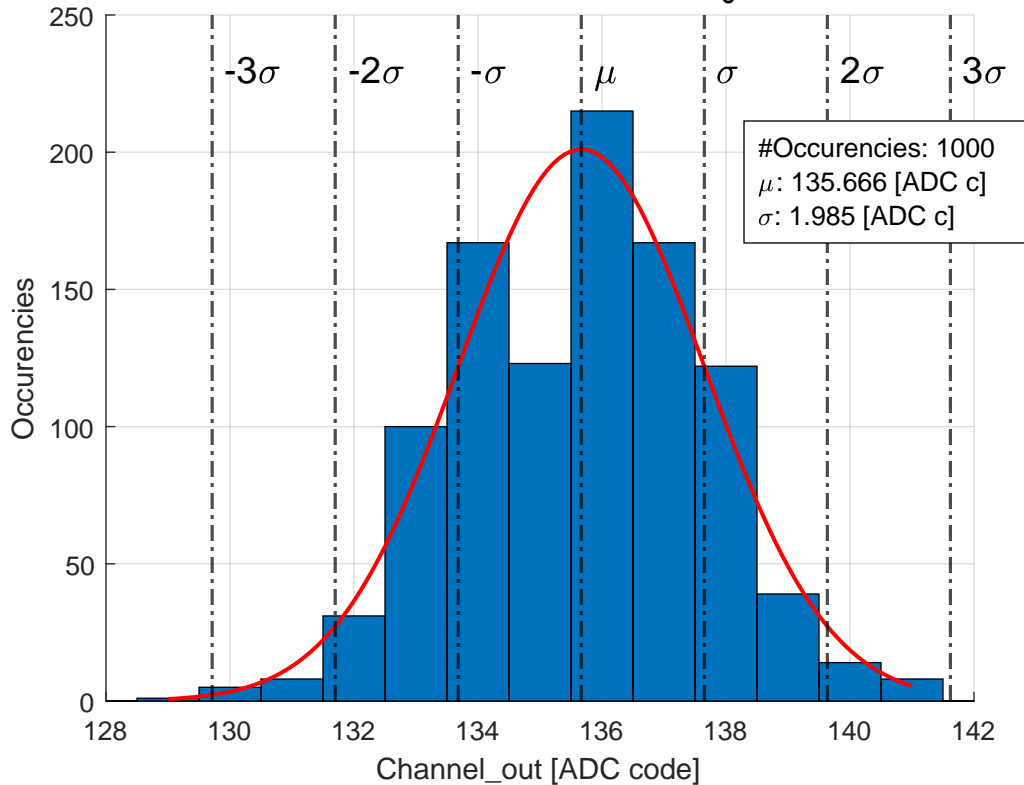 250
200
150
100
50
0
-3σ -2σ -σ μ σ 2σ 3σ
#Occurencies: 1000
μ: 135.666 [ADC c]
σ: 1.985 [ADC c]
Occurencies
128 130 132 134 136 138 140 142
Channel_out [ADC code]